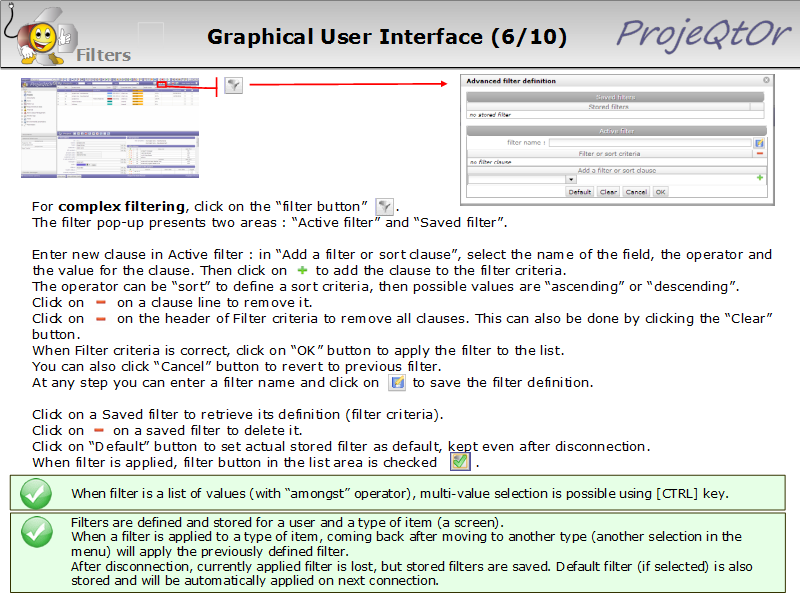 Graphical User Interface (6/10)
ProjeQtOr
Filters
Advanced filter definition
Saved filters
Stored filters
no stored filter
Active filter
filter name :
Filter or sort criteria
no filter clause
Add a filter or sort clause
Default Clear Cancel OK
For complex filtering, click on the “filter button” .
The filter pop-up presents two areas : “Active filter” and “Saved filter”.
Enter new clause in Active filter : in “Add a filter or sort clause”, select the name of the field, the operator and
the value for the clause. Then click on + to add the clause to the filter criteria.
The operator can be “sort” to define a sort criteria, then possible values are “ascending” or “descending”.
Click on − on a clause line to remove it.
Click on − on the header of Filter criteria to remove all clauses. This can also be done by clicking the “Clear”
button.
When Filter criteria is correct, click on “OK” button to apply the filter to the list.
You can also click “Cancel” button to revert to previous filter.
At any step you can enter a filter name and click on to save the filter definition.
Click on a Saved filter to retrieve its definition (filter criteria).
Click on − on a saved filter to delete it.
Click on “Default” button to set actual stored filter as default, kept even after disconnection.
When filter is applied, filter button in the list area is checked .
When filter is a list of values (with “amongst” operator), multi-value selection is possible using [CTRL] key.
Filters are defined and stored for a user and a type of item (a screen).
When a filter is applied to a type of item, coming back after moving to another type (another selection in the
menu) will apply the previously defined filter.
After disconnection, currently applied filter is lost, but stored filters are saved. Default filter (if selected) is also
stored and will be automatically applied on next connection.